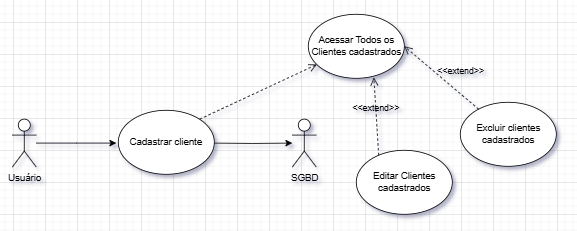 Acessar Todos os
Clientes cadastrados
<<extend>>
<<extend>>
Excluir clientes
cadastrados
Cadastrar cliente
Usuário
SGBD
Editar Clientes
cadastrados